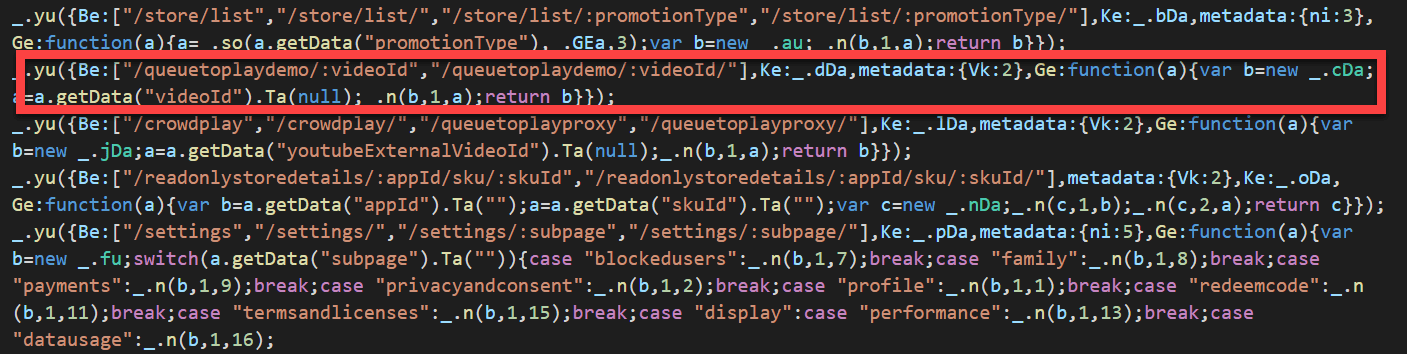 _.yu({Be:["/store/list","/store/list/","/store/list/:promotionType","/store/list/:promotionType/"],Ke:_.bDa,metadata:{ni:3},
Ge:function(a){a=_.so(a.getData("promotionType"),_.GEa,3);var b=new _.au;_.n(b,1,a);return b}});
_.yu({Be:["/queuetoplaydemo/:videoId","/queuetoplaydemo/:videoId/"],Ke:_.dDa,metadata:{Vk:2},Ge:function(a){var b=new _.cDa;
a=a.getData("videoId").Ta(null);_.n(b,1,a);return b}});
_.yu({Be:["/crowdplay","/crowdplay/","/queuetoplayproxy","/queuetoplayproxy/"],Ke:_.lDa,metadata:{Vk:2},Ge:function(a){var
b=new _.jDa;a=a.getData("youtubeExternalVideoId").Ta(null);_.n(b,1,a);return b}});
_.yu({Be:["/readonlystoredetails/:appId/sku/:skuId","/readonlystoredetails/:appId/sku/:skuId/"],metadata:{Vk:2},Ke:_.oDa,
Ge:function(a){var b=a.getData("appId").Ta("");a=a.getData("skuId").Ta("");var c=new _.nDa;_.n(c,1,b);_.n(c,2,a);return c}});
_.yu({Be:["/settings","/settings/","/settings/:subpage","/settings/:subpage/"],Ke:_.pDa,metadata:{ni:5},Ge:function(a){var
b=new _.fu;switch(a.getData("subpage").Ta("")){case "blockedusers":_.n(b,1,7);break;case "family":_.n(b,1,8);break;case
"payments":_.n(b,1,9);break;case "privacyandconsent":_.n(b,1,2);break;case "profile":_.n(b,1,1);break;case "redeemcode":_.n
(b,1,11);break;case "termsandlicenses":_.n(b,1,15);break;case "display":case "performance":_.n(b,1,13);break;case
"datausage":_.n(b,1,16);